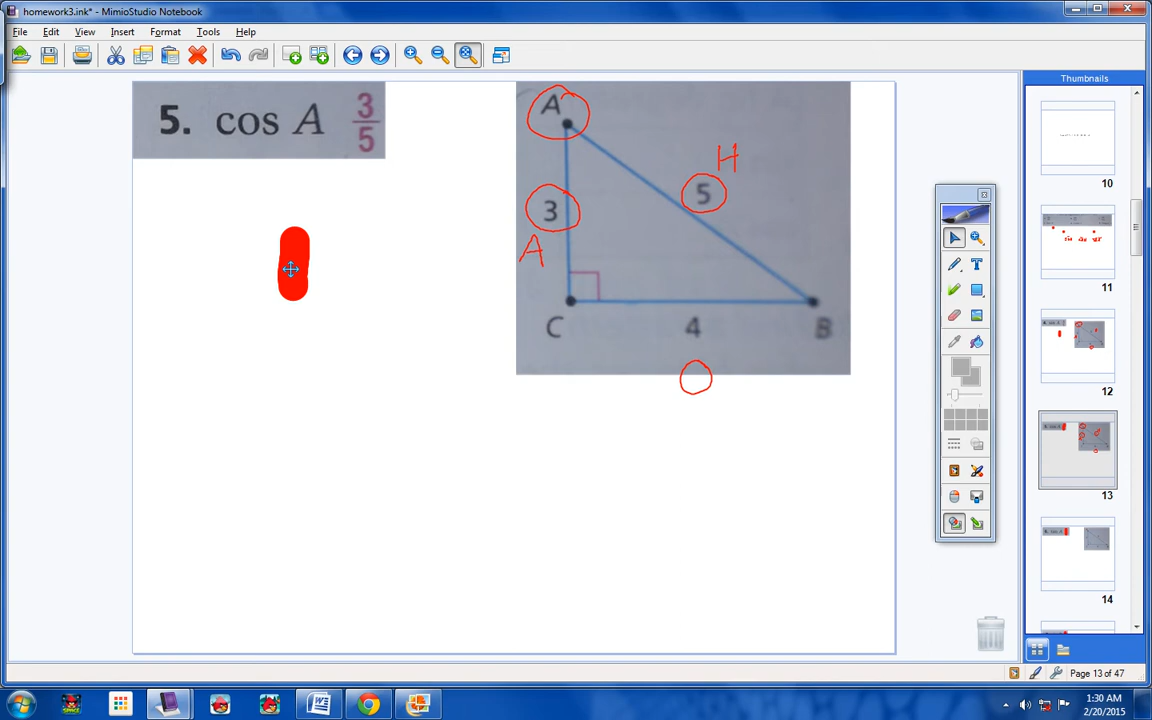 homework3.ink* - MimioStudio Notebook
File Edit View Insert Format Tools Help
5. cos A 3/5
A
H
5
3
A
C
4
B
O
Thumbnails
10
11
12
13
14
Page 13 of 47
1:30 AM
2/20/2015